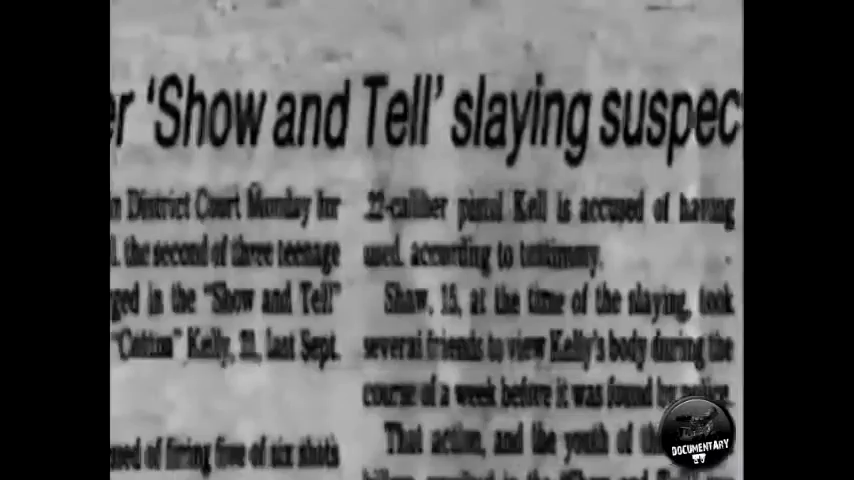 er 'Show and Tell' slaying suspec
in District Court Monday for
l. the second of three teenage
ged in the "Show and Tell"
"Cotton" Kelly, 21, last Sept.
sed of firing five of six shots
22-caliber pistol Kell is accused of having
used, according to testimony.
Shaw, 15, at the time of the slaying, took
several friends to view Kelly's body during the
course of a week before it was found by police.
That action, and the youth of the
DOCUMENTARY
TV